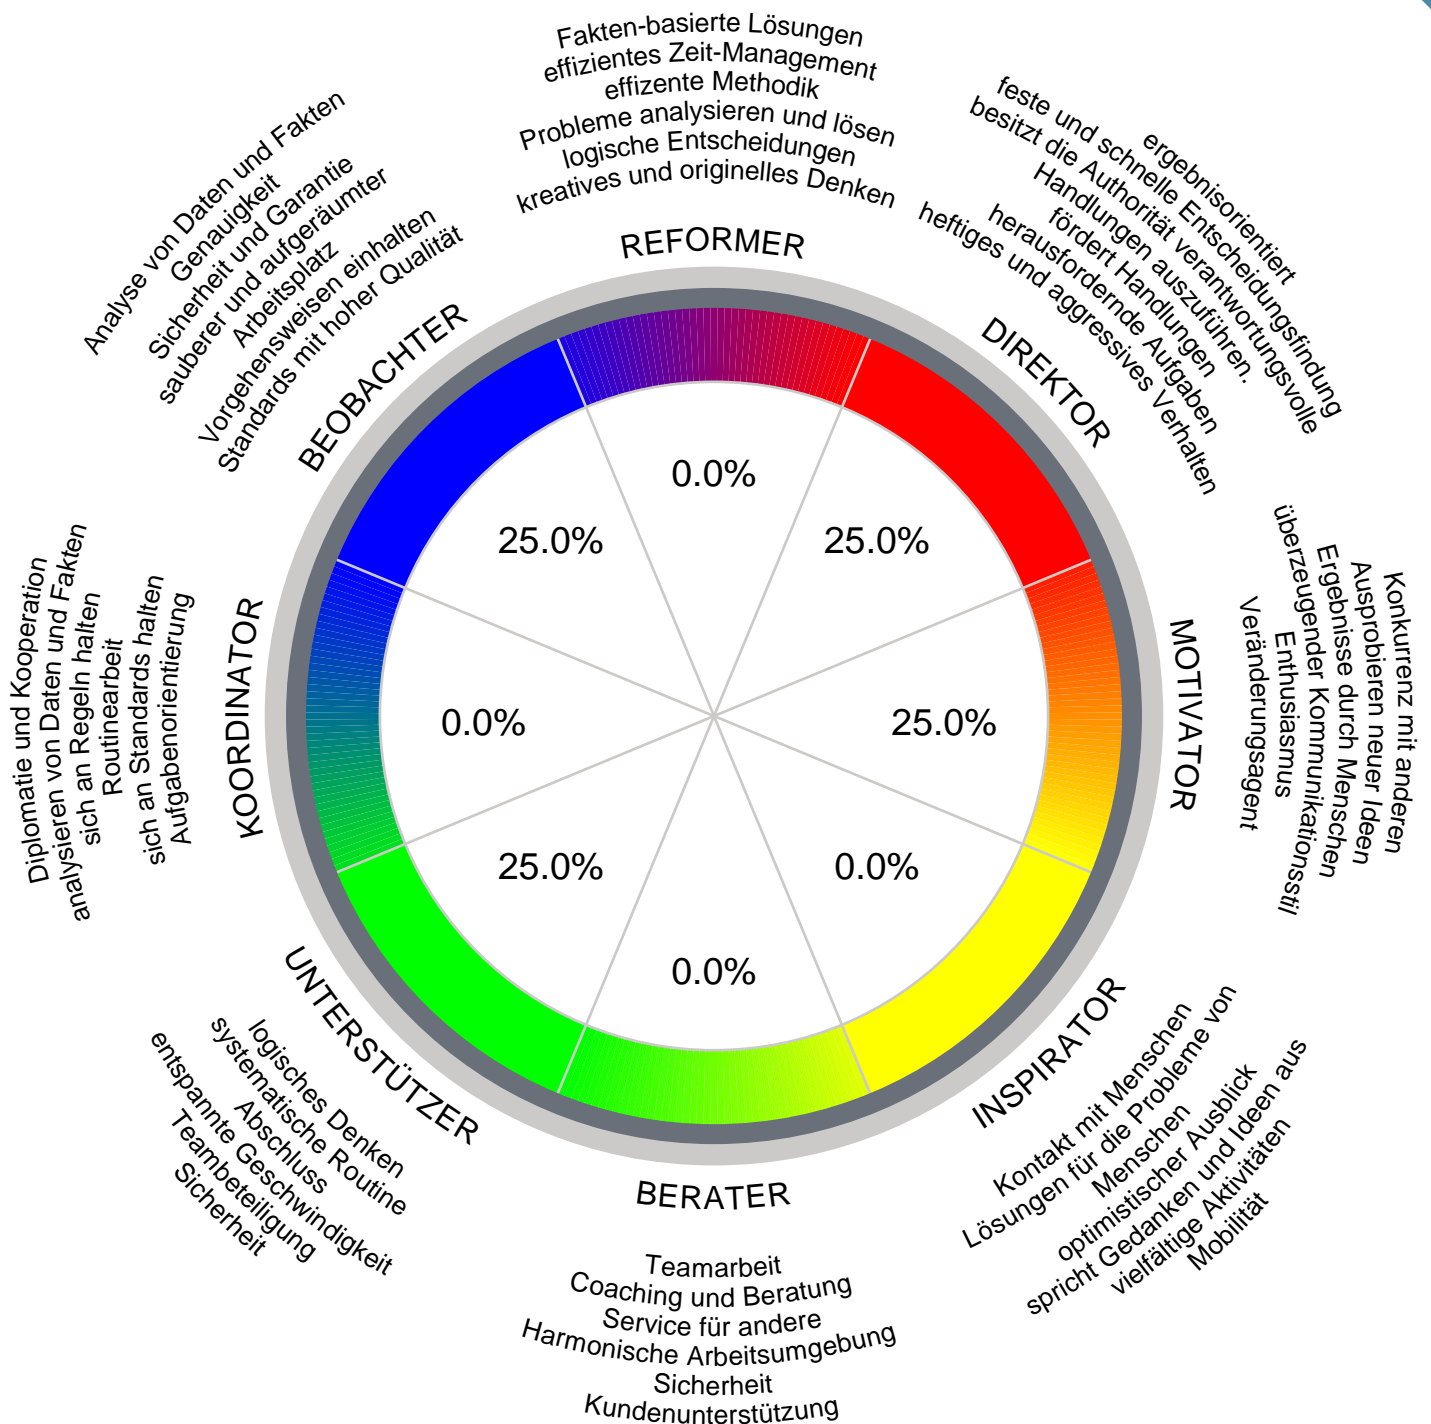 Fakten-basierte Lösungen
effizientes Zeit-Management
effizente Methodik
Probleme analysieren und lösen
logische Entscheidungen
kreatives und originelles Denken
REFORMER
0.0%
ergebnisorientiert
feste und schnelle Entscheidungsfindung
besitzt die Authorität verantwortungsvolle
Handlungen auszuführen.
fördert Handlungen
herausfordernde Aufgaben
heftiges und aggressives Verhalten
DIREKTOR
25.0%
Konkurrenz mit anderen
Ausprobieren neuer Ideen
Ergebnisse durch Menschen
überzeugender Kommunikationsstil
Enthusiasmus
Veränderungsagent
MOTIVATOR
25.0%
INSPIRATOR
0.0%
Kontakt mit Menschen
Lösungen für die Probleme von
Menschen
optimistischer Ausblick
spricht Gedanken und Ideen aus
vielfältige Aktivitäten
Mobilität
0.0%
BERATER
Teamarbeit
Coaching und Beratung
Service für andere
Harmonische Arbeitsumgebung
Sicherheit
Kundenunterstützung
25.0%
UNTERSTÜTZER
logisches Denken
systematische Routine
Abschluss
entspannte Geschwindigkeit
Teambeteiligung
Sicherheit
Diplomatie und Kooperation
analysieren von Daten und Fakten
sich an Regeln halten
Routinearbeit
sich an Standards halten
Aufgabenorientierung
KOORDINATOR
0.0%
Analyse von Daten und Fakten
Genauigkeit
Sicherheit und Garantie
sauberer und aufgeräumter
Arbeitsplatz
Vorgehensweisen einhalten
Standards mit hoher Qualität
BEOBACHTER
25.0%